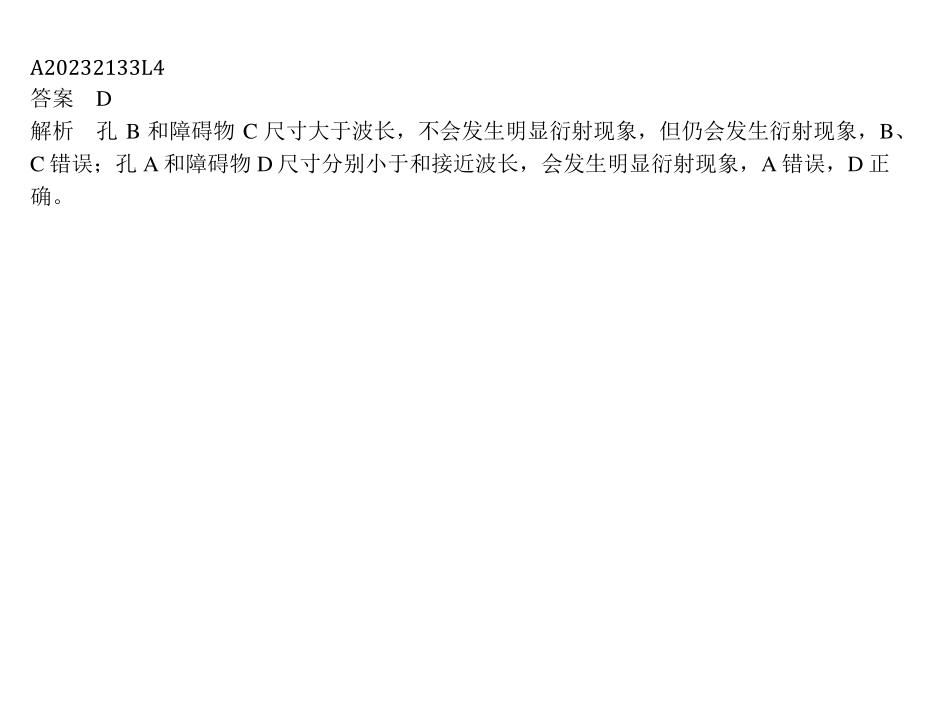 A20232133L4
答案 D
解析 孔 B 和障碍物 C 尺寸大于波长，不会发生明显衍射现象，但仍会发生衍射现象，B、
C 错误；孔 A 和障碍物 D 尺寸分别小于和接近波长，会发生明显衍射现象，A 错误，D 正
确。